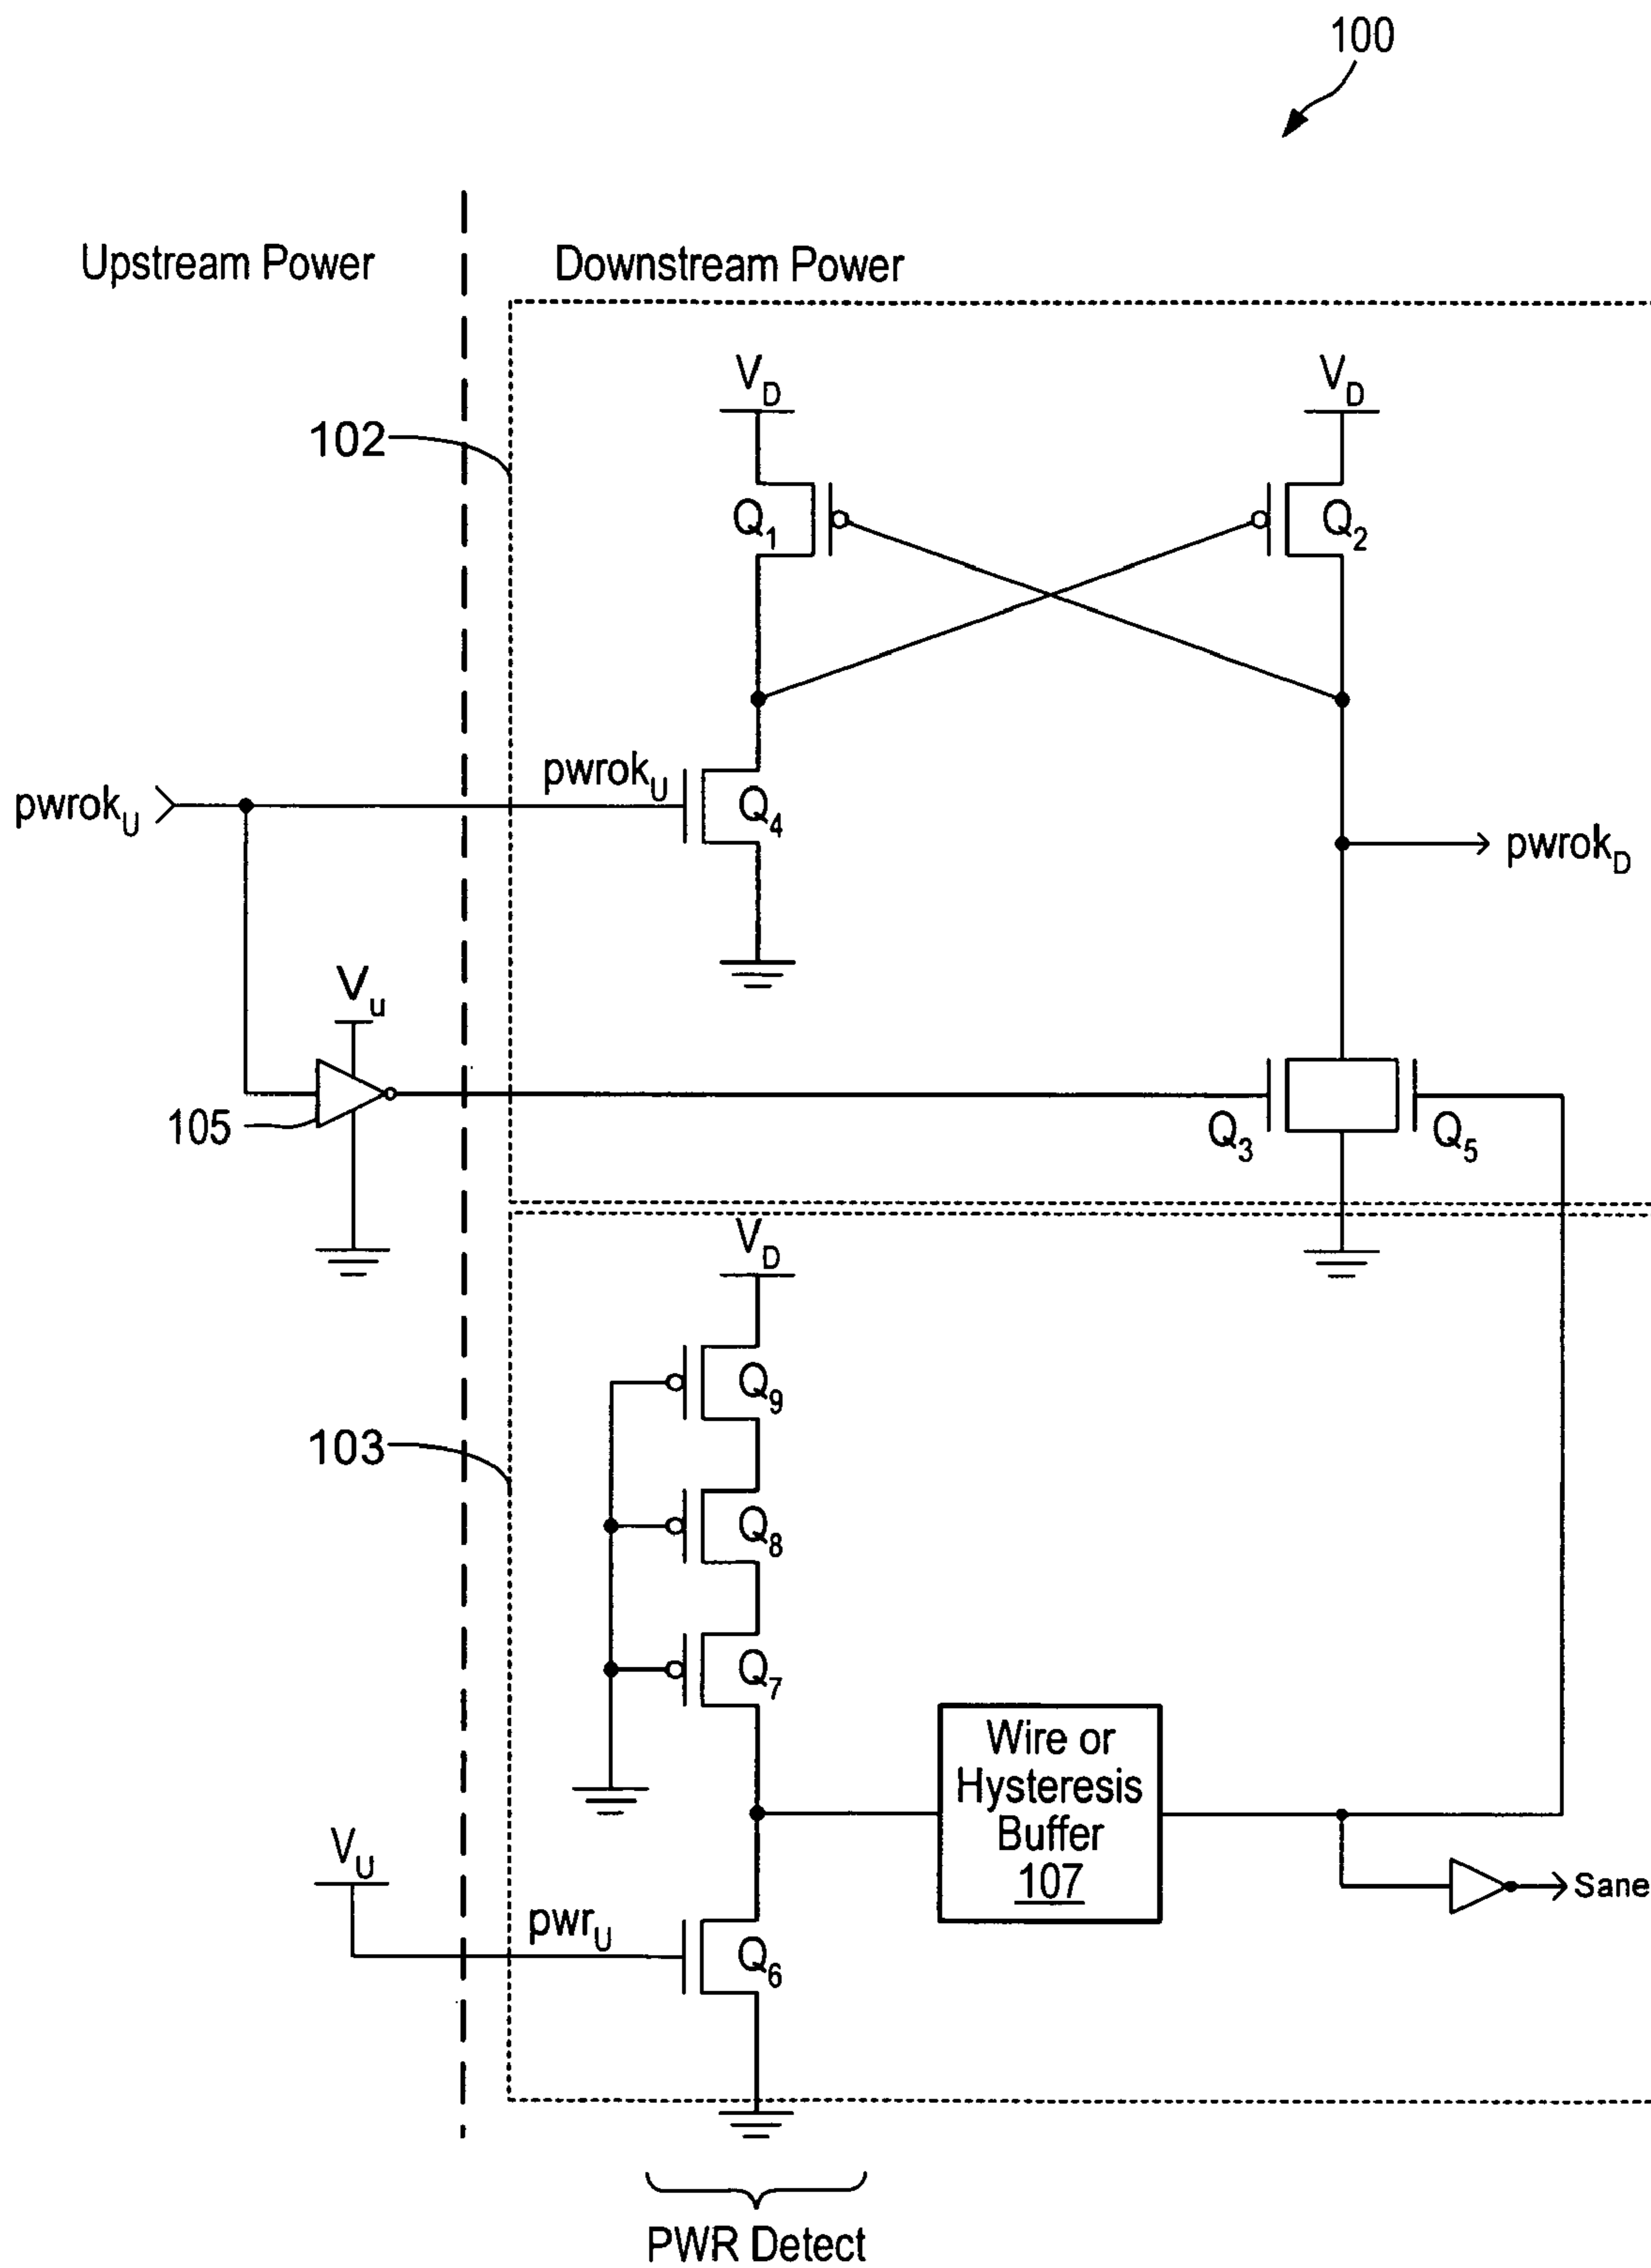 100
Upstream Power
Downstream Power
V_D
V_D
102
Q_1
Q_2
pwrok_U
pwrok_U
Q_4
pwrok_D
V_u
105
Q_3
Q_5
V_D
Q_9
103
Q_8
Q_7
Wire or
Hysteresis
Buffer
107
V_U
Sane
pwr_U
Q_6
PWR Detect